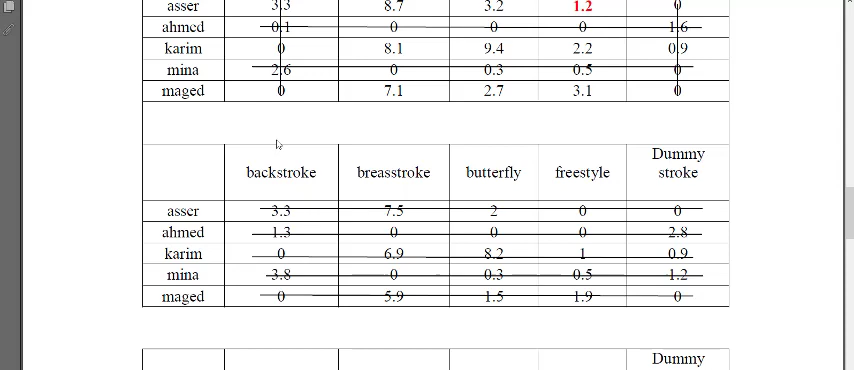 asser 3.3 8.7 3.2 1.2 0
ahmed 0.1 0 0 0 1.6
karim 0 8.1 9.4 2.2 0.9
mina 2.6 0 0.3 0.5 0
maged 0 7.1 2.7 3.1 0
Dummy
backstroke breasstroke butterfly freestyle stroke
asser 3.3 7.5 2 0 0
ahmed 1.3 0 0 0 2.8
karim 0 6.9 8.2 1 0.9
mina 3.8 0 0.3 0.5 1.2
maged 0 5.9 1.5 1.9 0
Dummy